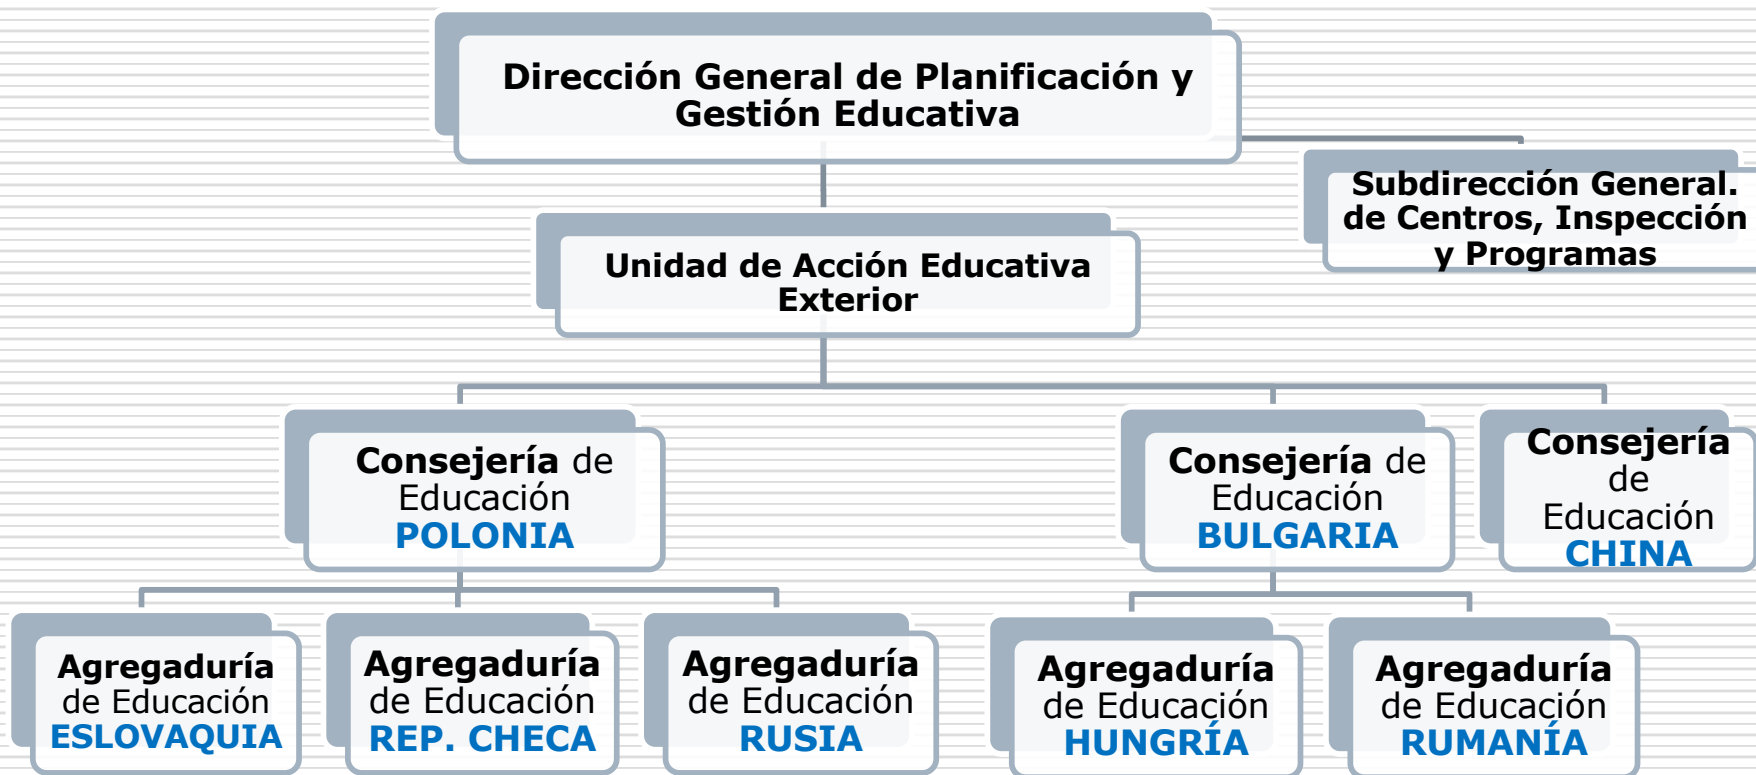 Dirección General de Planificación y
Gestión Educativa
Subdirección General.
de Centros, Inspección
y Programas
Unidad de Acción Educativa
Exterior
Consejería de
Educación
POLONIA
Consejería de
Educación
BULGARIA
Consejería
de
Educación
CHINA
Agregaduría
de Educación
ESLOVAQUIA
Agregaduría
de Educación
REP. CHECA
Agregaduría
de Educación
RUSIA
Agregaduría
de Educación
HUNGRÍA
Agregaduría
de Educación
RUMANÍA